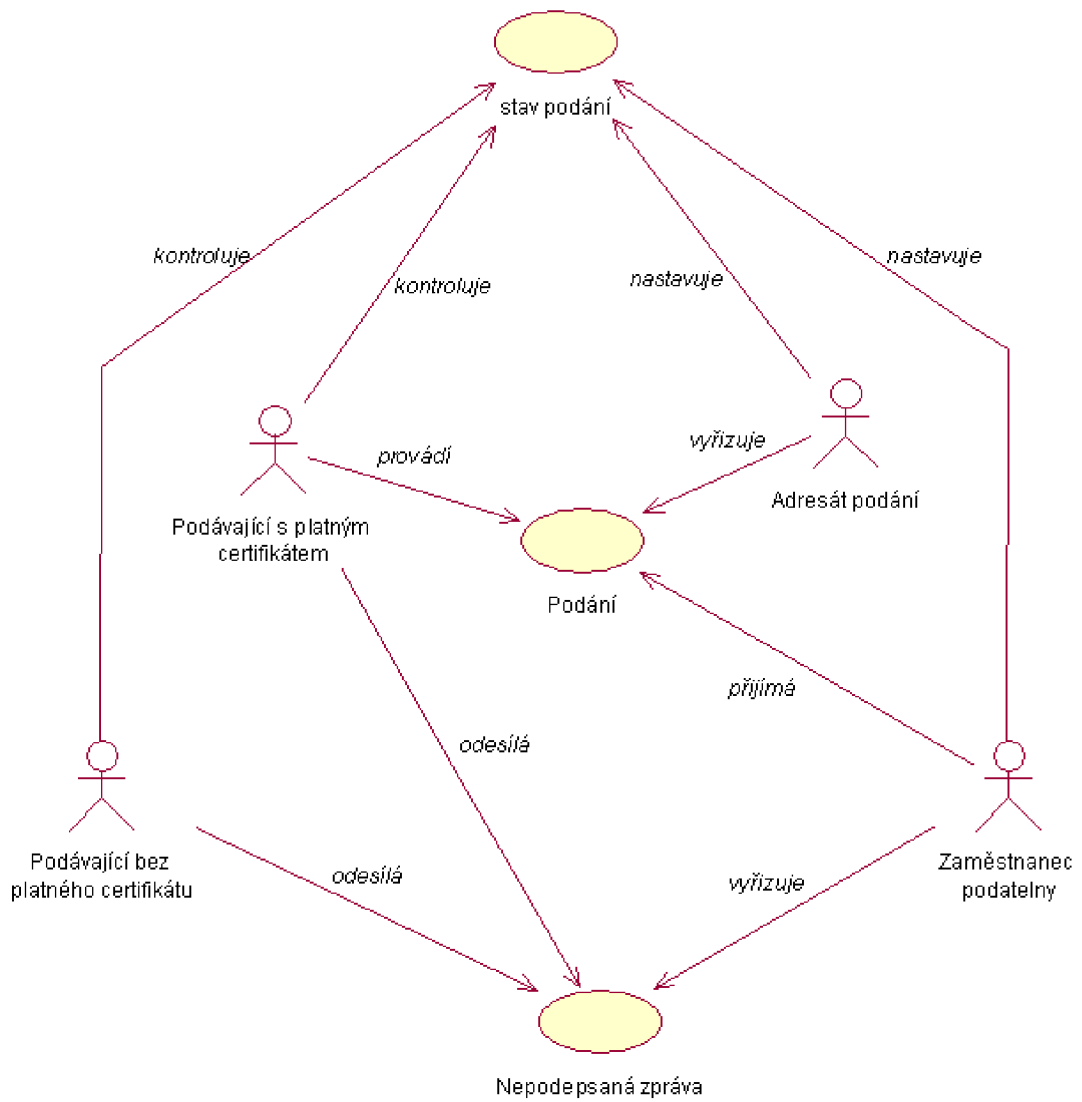 stav podání
kontroluje
nastavuje
kontroluje
nastavuje
provádí
vyřizuje
Adresát podání
Podávající s platným
certifikátem
Podání
přijímá
odesílá
Podávající bez
platného certifikátu
odesílá
vyřizuje
Zaměstnanec
podatelny
Nepodepsaná zpráva